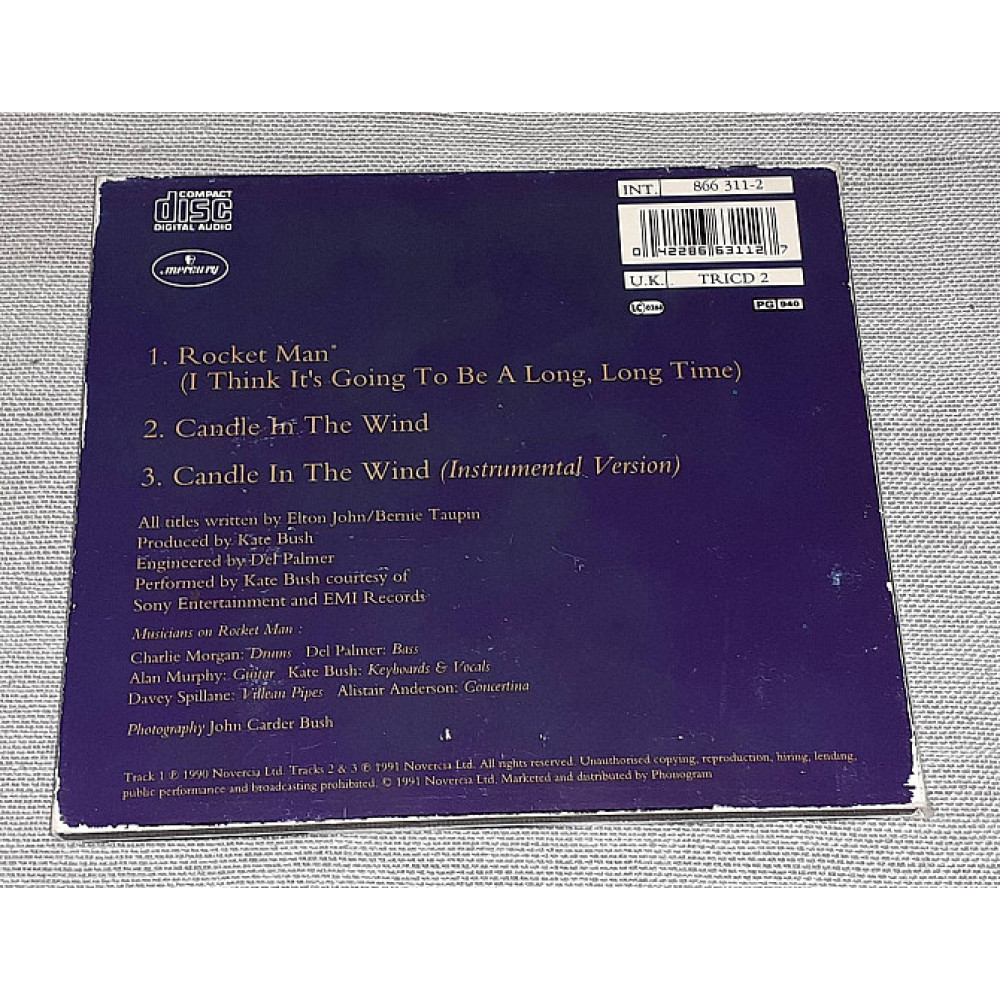 COMPACT
disc
DIGITAL AUDIO
mercury
INT. 866 311-2
0 42286 63112 7
U.K. TRICD 2
LC 0268
PG 940
1. Rocket Man
(I Think It's Going To Be A Long, Long Time)
2. Candle In The Wind
3. Candle In The Wind (Instrumental Version)
All titles written by Elton John/Bernie Taupin
Produced by Kate Bush
Engineered by Del Palmer
Performed by Kate Bush courtesy of
Sony Entertainment and EMI Records
Musicians on Rocket Man :
Charlie Morgan: Drums Del Palmer: Bass
Alan Murphy: Guitar Kate Bush: Keyboards & Vocals
Davey Spillane: Villean Pipes Alistair Anderson: Concertina
Photography John Carder Bush
Track 1 ℗ 1990 Novercia Ltd. Tracks 2 & 3 ℗ 1991 Novercia Ltd. All rights reserved. Unauthorised copying, reproduction, hiring, lending,
public performance and broadcasting prohibited. © 1991 Novercia Ltd. Marketed and distributed by Phonogram